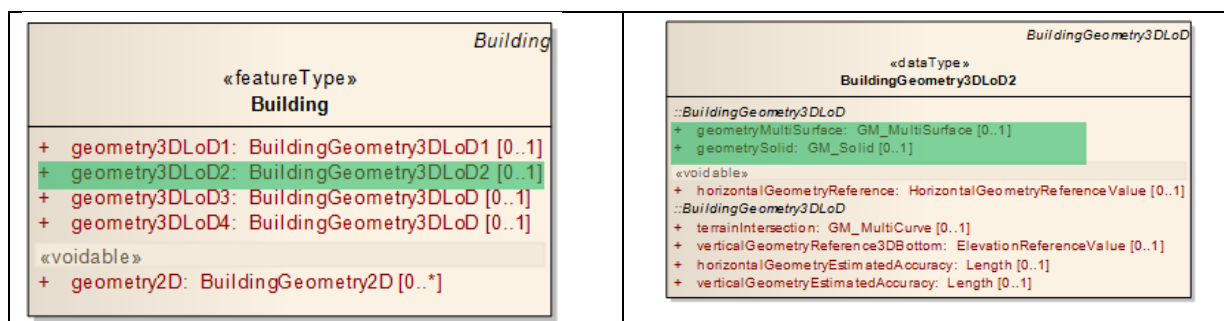 Building
«featureType»
Building
+ geometry3DLoD1: BuildingGeometry3DLoD1 [0..1]
+ geometry3DLoD2: BuildingGeometry3DLoD2 [0..1]
+ geometry3DLoD3: BuildingGeometry3DLoD [0..1]
+ geometry3DLoD4: BuildingGeometry3DLoD [0..1]
«voidable»
+ geometry2D: BuildingGeometry2D [0..*]
BuildingGeometry3DLoD
«dataType»
BuildingGeometry3DLoD2
::BuildingGeometry3DLoD
+ geometryMultiSurface: GM_MultiSurface [0..1]
+ geometrySolid: GM_Solid [0..1]
«voidable»
+ horizontalGeometryReference: HorizontalGeometryReferenceValue [0..1]
::BuildingGeometry3DLoD
+ terrainIntersection: GM_MultiCurve [0..1]
+ verticalGeometryReference3DBottom: ElevationReferenceValue [0..1]
+ horizontalGeometryEstimatedAccuracy: Length [0..1]
+ verticalGeometryEstimatedAccuracy: Length [0..1]